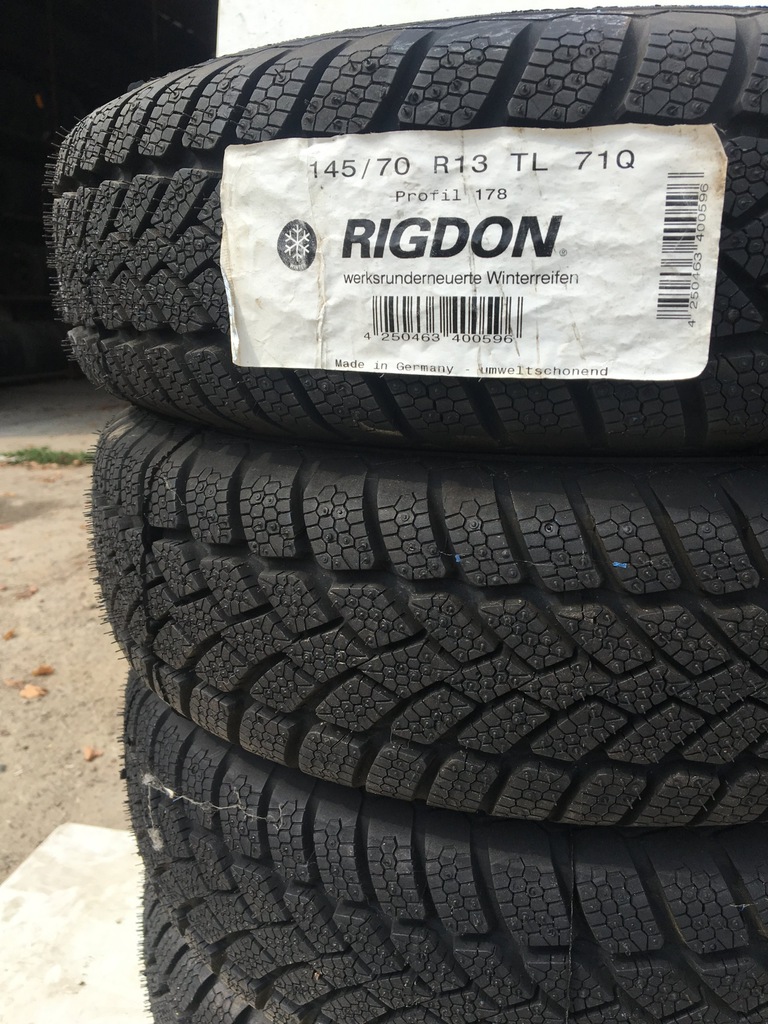 145/70 R13 TL 71Q
Profil 178
RIGDON®
werksrunderneuerte Winterreifen
4 250463 400596
Made in Germany - umweltschonend
4 250463 400596